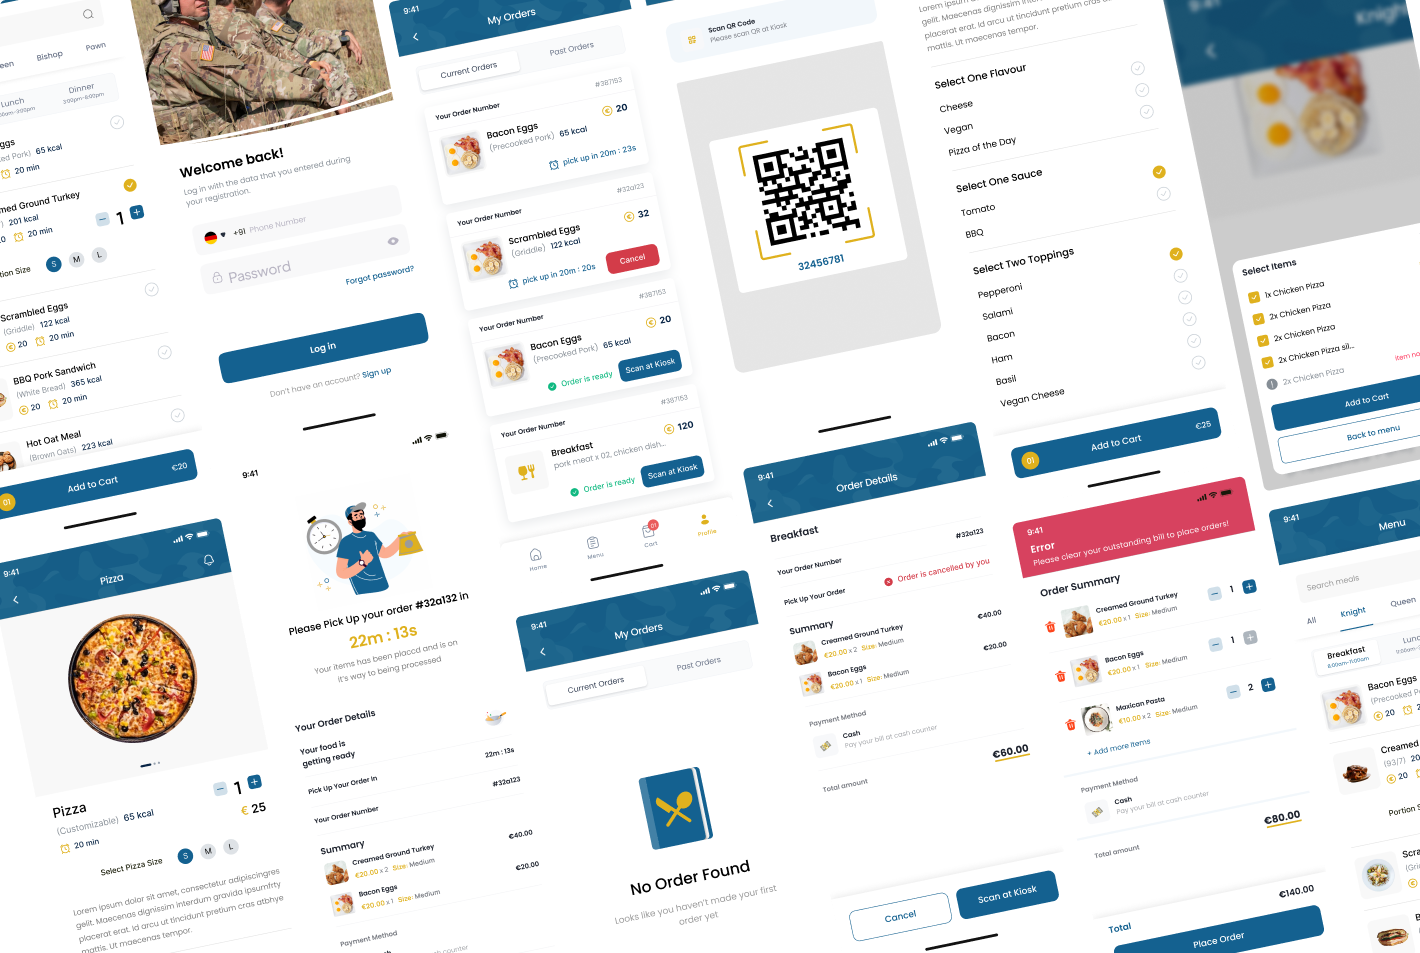 Bishop
Pawn
Lunch
Dinner
3:00pm-6:00pm
65 kcal
20 min
med Ground Turkey
201 kcal
20 min
1
tion Size
S
M
L
Scrambled Eggs
(Griddle) 122 kcal
20
20 min
BBQ Pork Sandwich
(White Bread) 365 kcal
20
20 min
Hot Oat Meal
(Brown Oats) 223 kcal
01
Add to Cart
€20
9:41
Pizza
Pizza
1
€ 25
(Customizable) 65 kcal
20 min
Select Pizza Size
S
M
L
Lorem ipsum dolor sit amet, consectetur adipiscingres
gelit. Maecenas dignissim interdum gravida ipsumfrty
placerat erat. Id arcu ut tincidunt pretium cras atbhye
mattis. Ut maecenas tempor.
Welcome back!
Log in with the data that you entered during
your registration.
+91 Phone Number
Password
Forgot password?
Log in
Don't have an account? Sign up
9:41
Please Pick Up your order #32a132 in
22m : 13s
Your items has been placcd and is on
it's way to being processed
Your Order Details
Your food is
getting ready
Pick Up Your Order In
22m : 13s
Your Order Number
#32a123
Summary
Creamed Ground Turkey
€40.00
€20.00 x 2 Size: Medium
Bacon Eggs
€20.00
€20.00 x 1 Size: Medium
Payment Method
Cash
9:41
My Orders
Current Orders
Past Orders
Your Order Number
#387153
Bacon Eggs
20
(Precooked Pork) 65 kcal
pick up in 20m : 23s
Your Order Number
#32a123
Scrambled Eggs
32
(Griddle) 122 kcal
pick up in 20m : 20s
Cancel
Your Order Number
#387153
Bacon Eggs
20
(Precooked Pork) 65 kcal
Order is ready
Scan at Kiosk
Your Order Number
#387153
Breakfast
120
pork meat x 02, chicken dish..
Order is ready
Scan at Kiosk
Home
Menu
Cart
01
Profile
9:41
My Orders
Current Orders
Past Orders
No Order Found
Looks like you haven't made your first
order yet
Scan QR Code
Please scan QR at Kiosk
32456781
9:41
Order Details
Breakfast
Your Order Number
#32a123
Pick Up Your Order
Order is cancelled by you
Summary
Creamed Ground Turkey
€40.00
€20.00 x 2 Size: Medium
Bacon Eggs
€20.00
€20.00 x 1 Size: Medium
Payment Method
Cash
Pay your bill at cash counter
Total amount
€60.00
Cancel
Scan at Kiosk
gelit. Maecenas dignissim
placerat erat. Id arcu ut tincidunt pretium cras
mattis. Ut maecenas tempor.
Select One Flavour
Cheese
Vegan
Pizza of the Day
Select One Sauce
Tomato
BBQ
Select Two Toppings
Pepperoni
Salami
Bacon
Ham
Basil
Vegan Cheese
01
Add to Cart
€25
9:41
Error
Please clear your outstanding bill to place orders!
Order Summary
Creamed Ground Turkey
€20.00 x 1 Size: Medium
1
Bacon Eggs
€20.00 x 1 Size: Medium
1
Maxican Pasta
€10.00 x 2 Size: Medium
2
+ Add more items
Payment Method
Cash
Pay your bill at cash counter
Total amount
€80.00
Total
€140.00
Place Order
9:41
Knight
Select Items
1x Chicken Pizza
2x Chicken Pizza
2x Chicken Pizza
2x Chicken Pizza sil...
2x Chicken Pizza
Item no
Add to Cart
Back to menu
9:41
Menu
Search meals
All
Knight
Queen
Breakfast
8:00am-11:00am
Bacon Eggs
(Precooked
20
Creamed
(93/7)
20
Portion S
Scra
(Gri